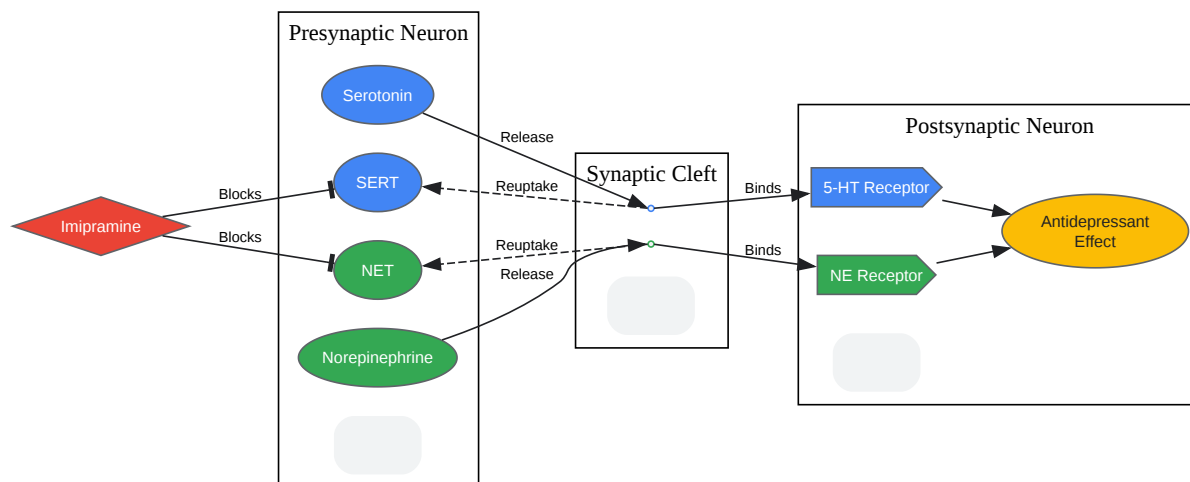 Presynaptic Neuron
Serotonin
Release
Postsynaptic Neuron
Synaptic Cleft
SERT
Reuptake
Blocks
Binds
5-HT Receptor
Imipramine
Antidepressant
Effect
Blocks
NET
Reuptake
Release
Binds
NE Receptor
Norepinephrine